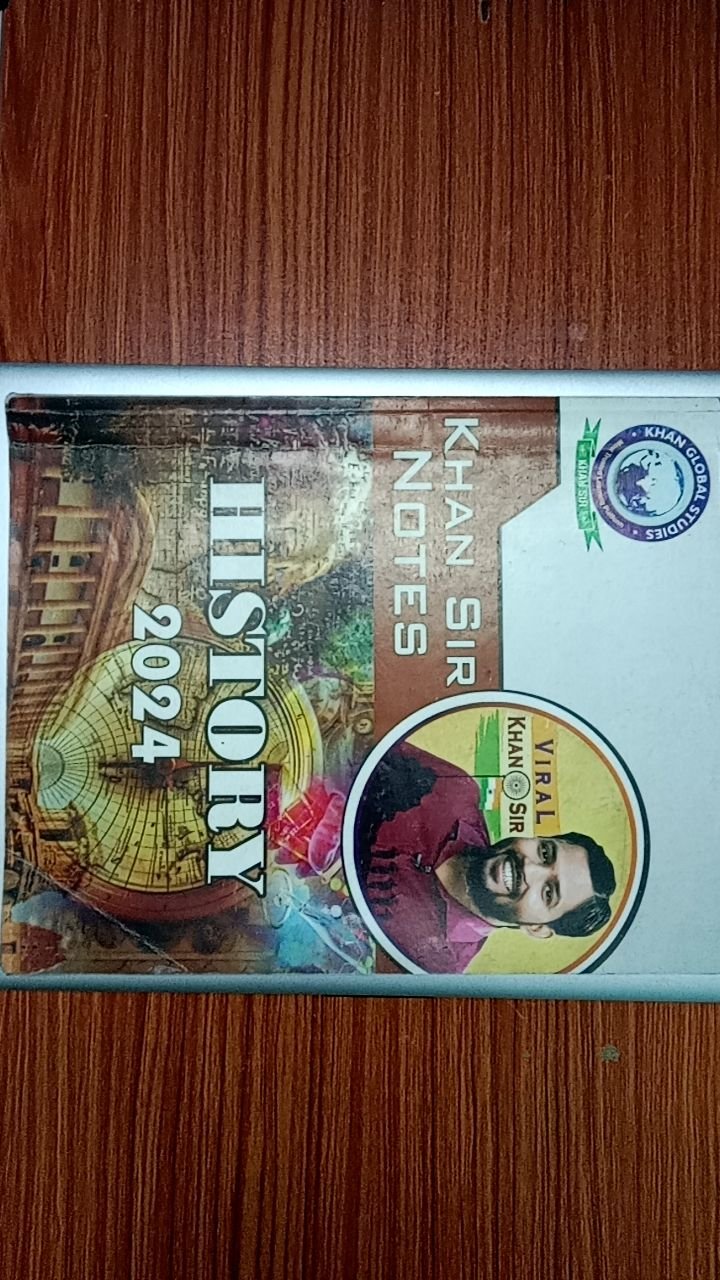 KHAN GLOBAL STUDIES
KHAN SIR
KHAN SIR
NOTES
VIRAL
KHAN SIR
HISTORY
2024